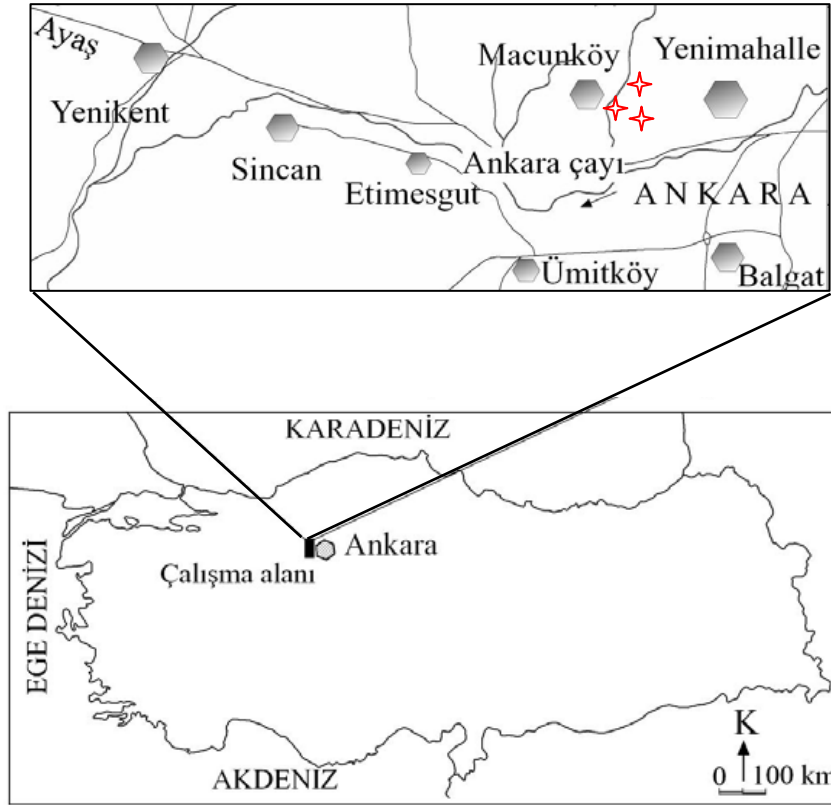 Ayaş
Macunköy
Yenimahalle
Yenikent
Sincan
Etimesgut
Ankara çayı
A N K A R A
Ümitköy
Balgat
KARADENİZ
EGE DENİZİ
Ankara
Çalışma alanı
AKDENIZ
K
0 100 km